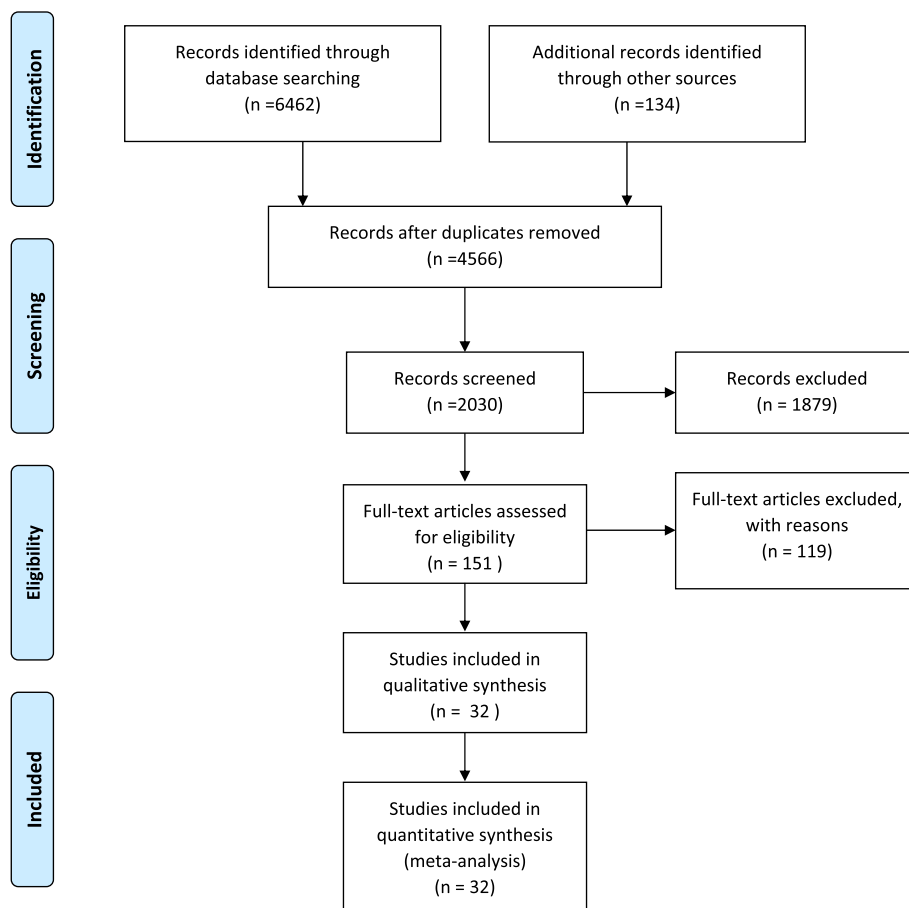 Identification
Records identified through
database searching
(n =6462)
Additional records identified
through other sources
(n =134)
Records after duplicates removed
(n =4566)
Screening
Records screened
(n =2030)
Records excluded
(n = 1879)
Eligibility
Full-text articles assessed
for eligibility
(n = 151 )
Full-text articles excluded,
with reasons
(n = 119)
Studies included in
qualitative synthesis
(n =  32 )
Included
Studies included in
quantitative synthesis
(meta-analysis)
(n = 32)